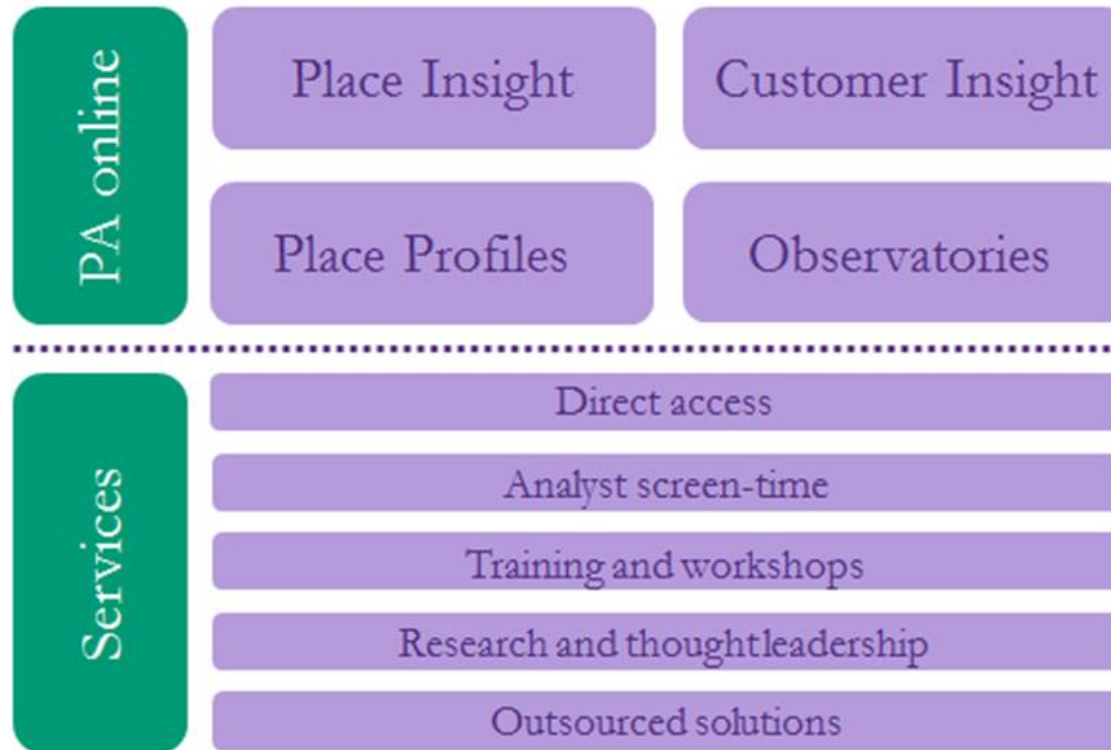 PA online
Place Insight
Customer Insight
Place Profiles
Observatories
Services
Direct access
Analyst screen-time
Training and workshops
Research and thought leadership
Outsourced solutions